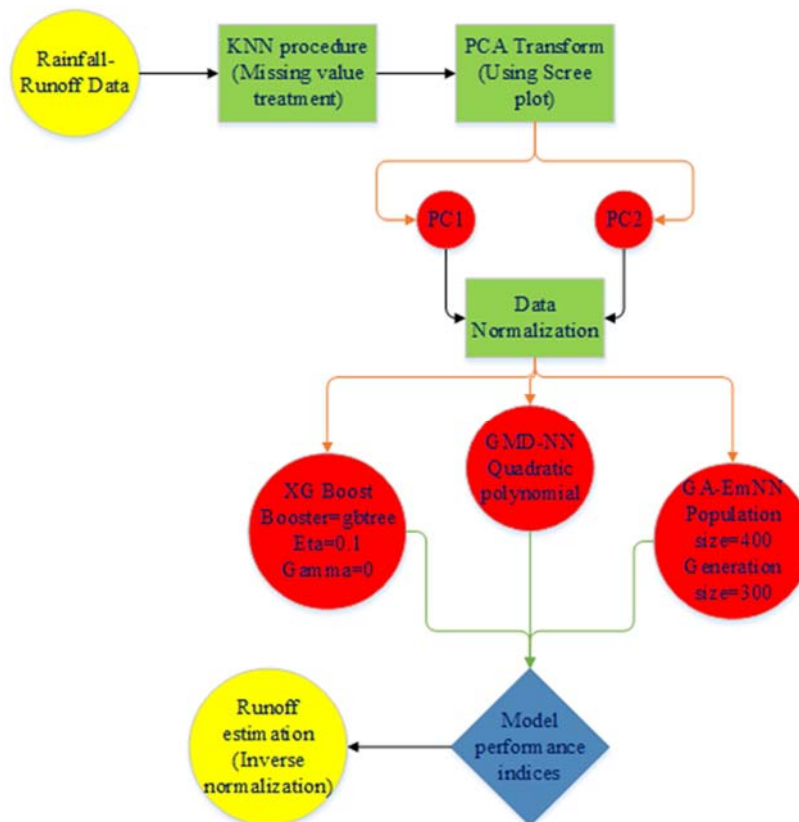 Rainfall-
Runoff Data
KNN procedure
(Missing value
treatment)
PCA Transform
(Using Scree
plot)
PC1
PC2
Data
Normalization
XG Boost
Booster=gbtree
Eta=0.1
Gamma=0
GMD-NN
Quadratic
polynomial
GA-EmNN
Population
size=400
Generation
size=300
Model
performance
indices
Runoff
estimation
(Inverse
normalization)